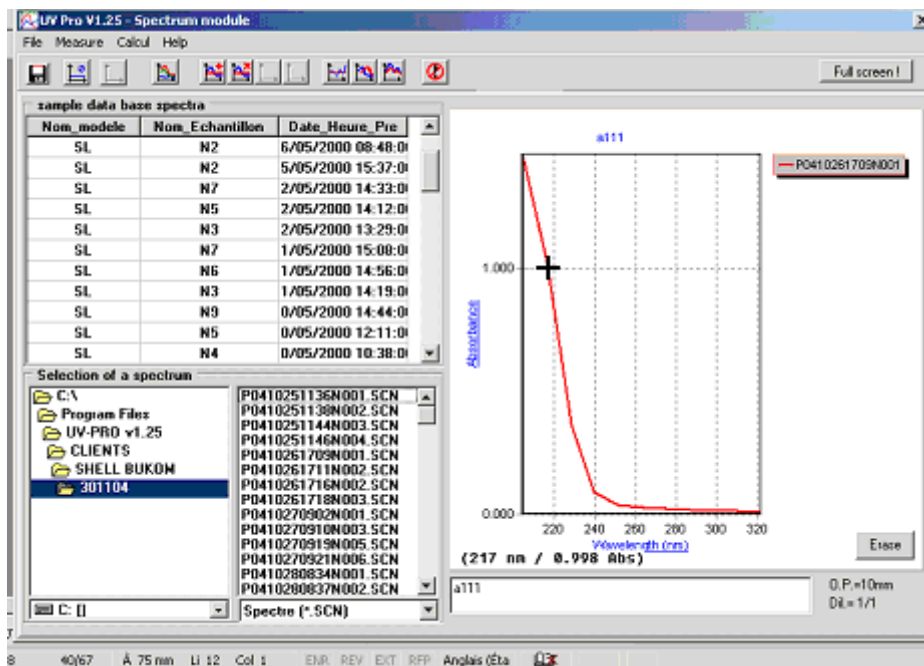 UV Pro V1.25 - Spectrum module
File Measure Calcul Help
Full screen !
sample data base spectra
Nom_modele Nom_Echantillon Date_Heure_Pre
SL N2 6/05/2000 08:48:0
SL N2 5/05/2000 15:37:0
SL N7 2/05/2000 14:33:0
SL N5 2/05/2000 14:12:0
SL N3 2/05/2000 13:29:0
SL N7 1/05/2000 15:08:0
SL N6 1/05/2000 14:56:0
SL N3 1/05/2000 14:19:0
SL N9 0/05/2000 14:44:0
SL N5 0/05/2000 12:11:0
SL N4 0/05/2000 10:38:0
Selection of a spectrum
C:\
Program Files
UV-PRO v1.25
CLIENTS
SHELL BUKOM
301104
P0410251136N001.SCN
P0410251138N002.SCN
P0410251144N003.SCN
P0410251146N004.SCN
P0410261709N001.SCN
P0410261711N002.SCN
P0410261716N002.SCN
P0410261718N003.SCN
P0410270902N001.SCN
P0410270910N003.SCN
P0410270919N005.SCN
P0410270921N006.SCN
P0410280834N001.SCN
P0410280837N002.SCN
C: []
Spectre (*.SCN)
a111
P0410261709N001
1.000
Absorbance
0.000
220 240 260 280 300 320
Wavelength (nm)
(217 nm / 0.998 Abs)
Erase
a111
O.P.=10mm
Dil.= 1/1
8 40/67 À 75 mm Li 12 Col 1 ENR REV EXT RFP Anglais (Éta